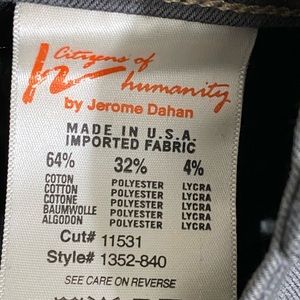 Citizens of
humanity
by Jerome Dahan
MADE IN U.S.A.
IMPORTED FABRIC
64% 32% 4%
COTON POLYESTER LYCRA
COTTON POLYESTER LYCRA
COTONE POLYESTER LYCRA
BAUMWOLLE POLYESTER LYCRA
ALGODON POLYESTER LYCRA
Cut# 11531
Style# 1352-840
SEE CARE ON REVERSE